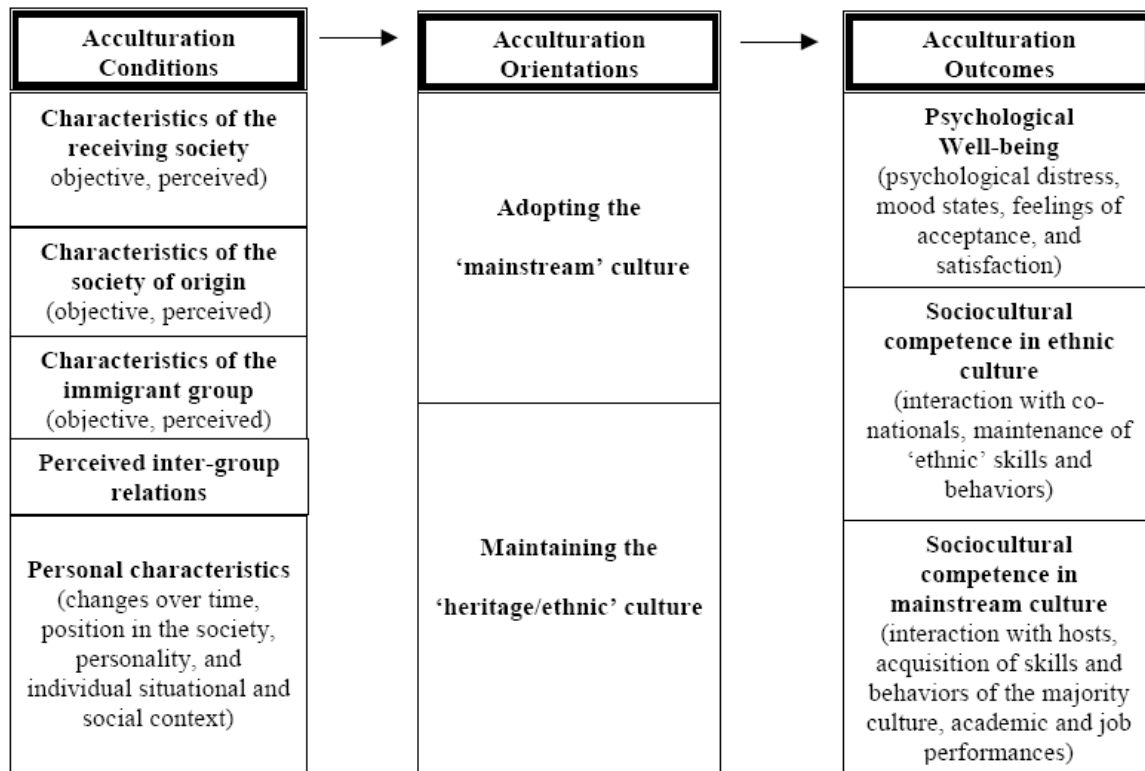 Acculturation
Conditions
Acculturation
Orientations
Acculturation
Outcomes
Characteristics of the
receiving society
objective, perceived)
Characteristics of the
society of origin
(objective, perceived)
Characteristics of the
immigrant group
(objective, perceived)
Perceived inter-group
relations
Personal characteristics
(changes over time,
position in the society,
personality, and
individual situational and
social context)
Adopting the
‘mainstream’ culture
Maintaining the
‘heritage/ethnic’ culture
Psychological
Well-being
(psychological distress,
mood states, feelings of
acceptance, and
satisfaction)
Sociocultural
competence in ethnic
culture
(interaction with co-
nationals, maintenance of
‘ethnic’ skills and
behaviors)
Sociocultural
competence in
mainstream culture
(interaction with hosts,
acquisition of skills and
behaviors of the majority
culture, academic and job
performances)